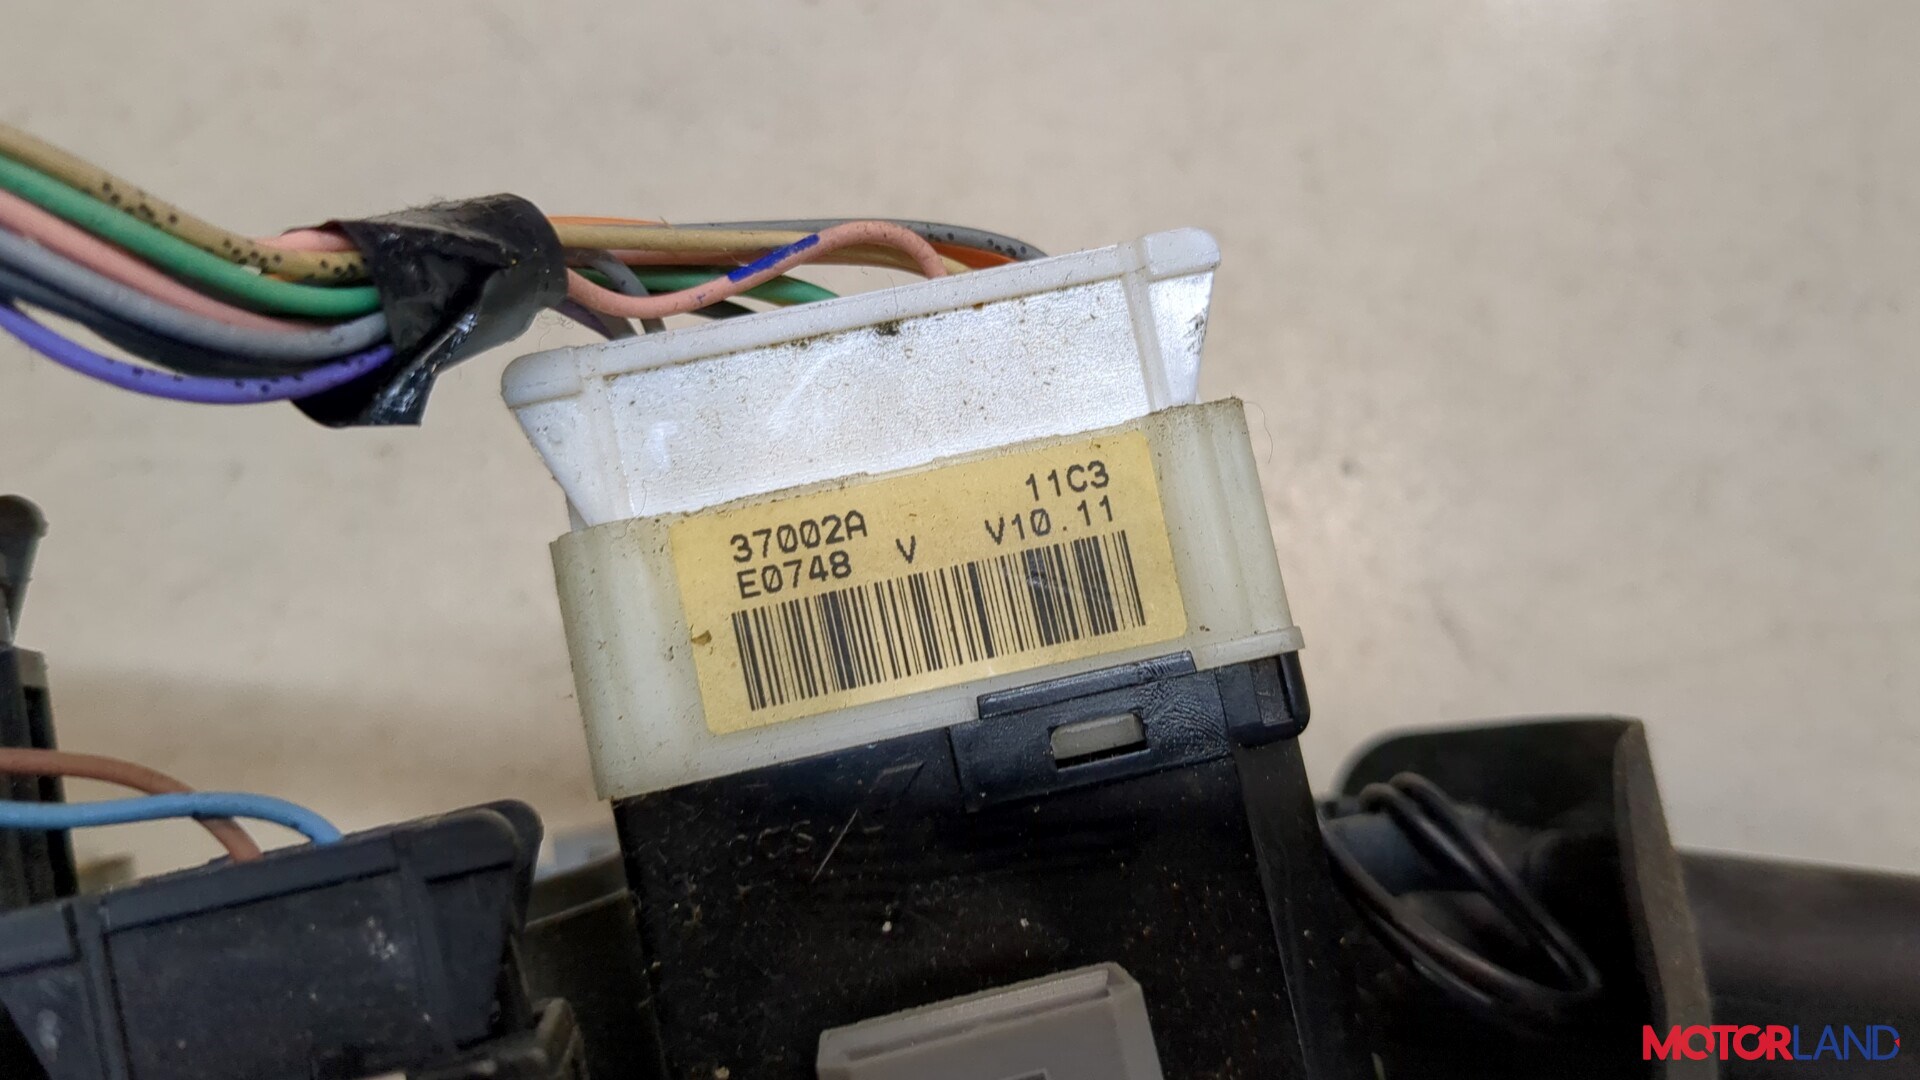 11C3
37002A
E0748 V V10.11
MOTORLAND